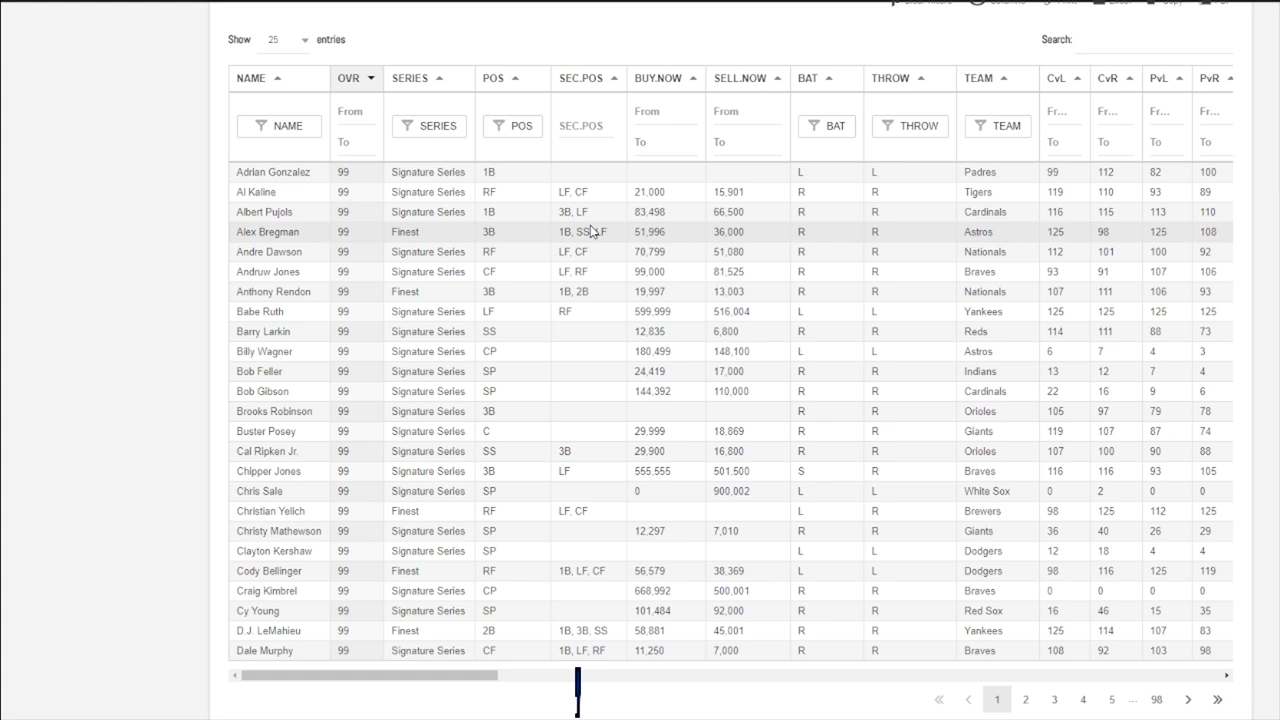 Show 25 entries Search:
NAME OVR SERIES POS SEC.POS BUY.NOW SELL.NOW BAT THROW TEAM CvL CvR PvL PvR
From From From Fr... Fr... Fr... Fr...
NAME SERIES POS SEC.POS BAT THROW TEAM
To To To To To To To
Adrian Gonzalez 99 Signature Series 1B L L Padres 99 112 82 100
Al Kaline 99 Signature Series RF LF, CF 21,000 15,901 R R Tigers 119 110 93 89
Albert Pujols 99 Signature Series 1B 3B, LF 83,498 66,500 R R Cardinals 116 115 113 110
Alex Bregman 99 Finest 3B 1B, SS, LF 51,996 36,000 R R Astros 125 98 125 108
Andre Dawson 99 Signature Series RF LF, CF 70,799 51,080 R R Nationals 112 101 100 92
Andruw Jones 99 Signature Series CF LF, RF 99,000 81,525 R R Braves 93 91 107 106
Anthony Rendon 99 Finest 3B 1B, 2B 19,997 13,003 R R Nationals 107 111 106 93
Babe Ruth 99 Signature Series LF RF 599,999 516,004 L L Yankees 125 125 125 125
Barry Larkin 99 Signature Series SS 12,835 6,800 R R Reds 114 111 88 73
Billy Wagner 99 Signature Series CP 180,499 148,100 L L Astros 6 7 4 3
Bob Feller 99 Signature Series SP 24,419 17,000 R R Indians 13 12 7 4
Bob Gibson 99 Signature Series SP 144,392 110,000 R R Cardinals 22 16 9 6
Brooks Robinson 99 Signature Series 3B R R Orioles 105 97 79 78
Buster Posey 99 Signature Series C 29,999 18,869 R R Giants 119 107 87 74
Cal Ripken Jr. 99 Signature Series SS 3B 29,900 16,800 R R Orioles 107 100 90 88
Chipper Jones 99 Signature Series 3B LF 555,555 501,500 S R Braves 116 116 93 105
Chris Sale 99 Signature Series SP 0 900,002 L L White Sox 0 2 0 0
Christian Yelich 99 Finest RF LF, CF L R Brewers 98 125 112 125
Christy Mathewson 99 Signature Series SP 12,297 7,010 R R Giants 36 40 26 29
Clayton Kershaw 99 Signature Series SP L L Dodgers 12 18 4 4
Cody Bellinger 99 Finest RF 1B, LF, CF 56,579 38,369 L L Dodgers 98 116 125 119
Craig Kimbrel 99 Signature Series CP 668,992 500,001 R R Braves 0 0 0 0
Cy Young 99 Signature Series SP 101,484 92,000 R R Red Sox 16 46 15 35
D.J. LeMahieu 99 Finest 2B 1B, 3B, SS 58,881 45,001 R R Yankees 125 114 107 83
Dale Murphy 99 Signature Series CF 1B, LF, RF 11,250 7,000 R R Braves 108 92 103 98
1 2 3 4 5 ... 98